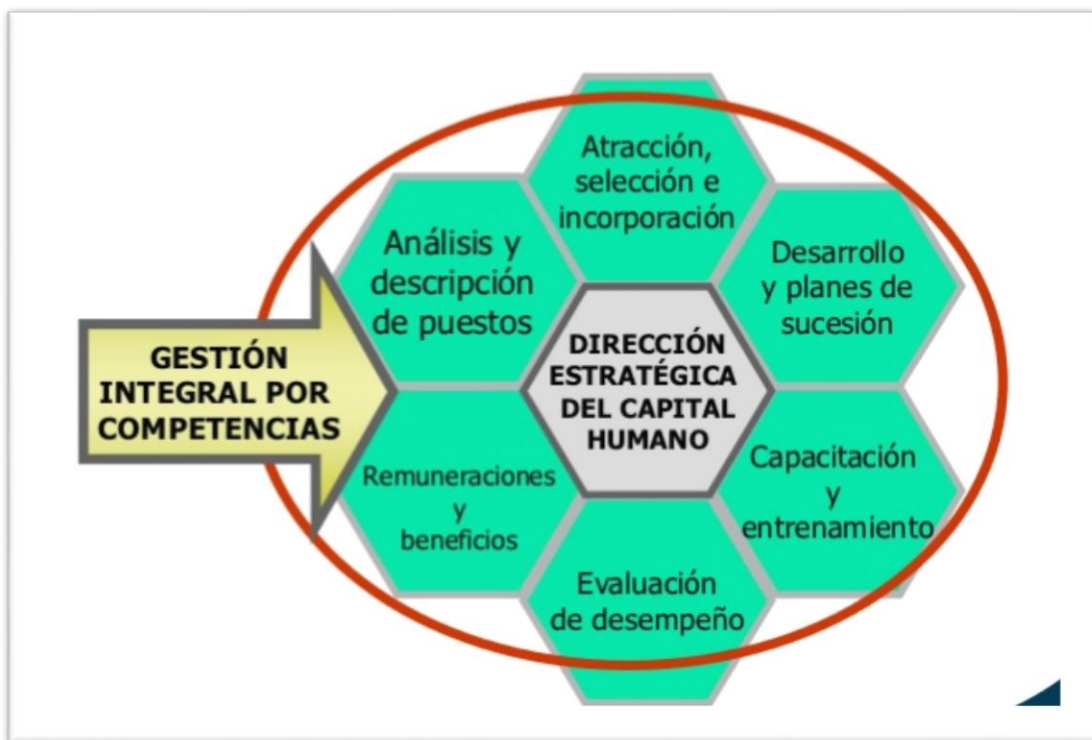 Atracción,
selección e
incorporación
Análisis y
descripción
de puestos
Desarrollo
y planes de
sucesión
GESTIÓN
INTEGRAL POR
COMPETENCIAS
DIRECCIÓN
ESTRATÉGICA
DEL CAPITAL
HUMANO
Remuneraciones
y
beneficios
Capacitación
y
entrenamiento
Evaluación
de desempeño